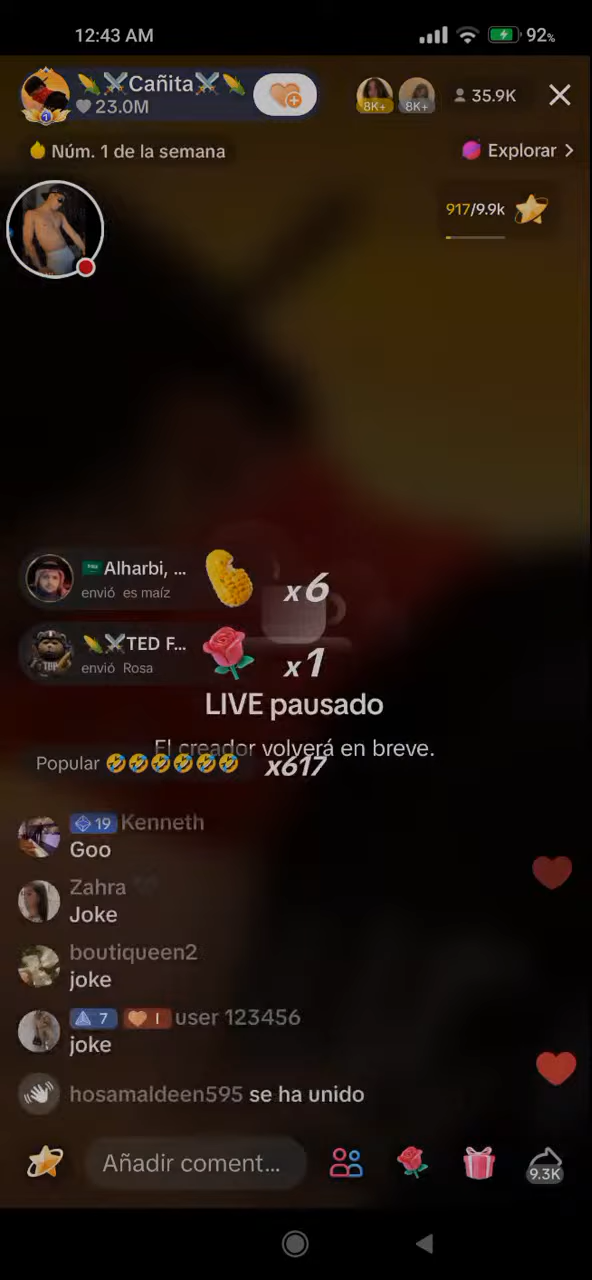 12:43 AM
92%
🌽⚔️Cañita⚔️🌽
23.0M
8K+
8K+
35.9K
Núm. 1 de la semana
Explorar
917/9.9k
Alharbi, ...
envió es maíz
x6
🌽⚔️TED F...
envió Rosa
x1
LIVE pausado
El creador volverá en breve.
Popular 🤣🤣🤣🤣🤣🤣 x617
19 Kenneth
Goo
Zahra
Joke
boutiqueen2
joke
7 I user 123456
joke
hosamaldeen595 se ha unido
Añadir coment...
9.3K